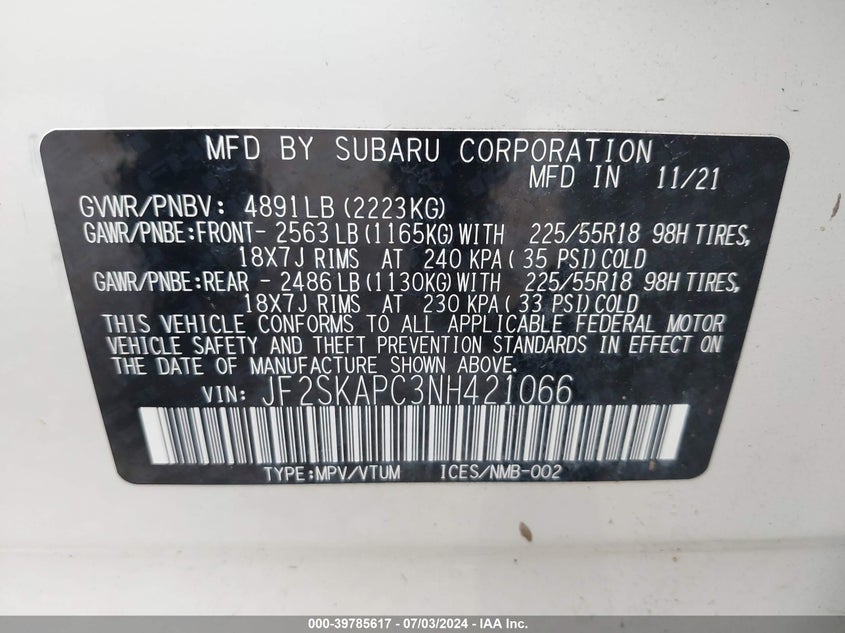 MFD BY SUBARU CORPORATION
MFD IN 11/21
GVWR/PNBV: 4891LB (2223KG)
GAWR/PNBE:FRONT- 2563LB (1165KG) WITH 225/55R18 98H TIRES,
18X7J RIMS AT 240 KPA ( 35 PSI) COLD
GAWR/PNBE:REAR - 2486LB (1130KG) WITH 225/55R18 98H TIRES,
18X7J RIMS AT 230 KPA ( 33 PSI) COLD
THIS VEHICLE CONFORMS TO ALL APPLICABLE FEDERAL MOTOR
VEHICLE SAFETY AND THEFT PREVENTION STANDARDS IN EFFECT ON
THE DATE OF MANUFACTURE SHOWN ABOVE.
VIN: JF2SKAPC3NH421066
TYPE:MPV/VTUM ICES/NMB-002
000-39785617 - 07/03/2024 - IAA Inc.